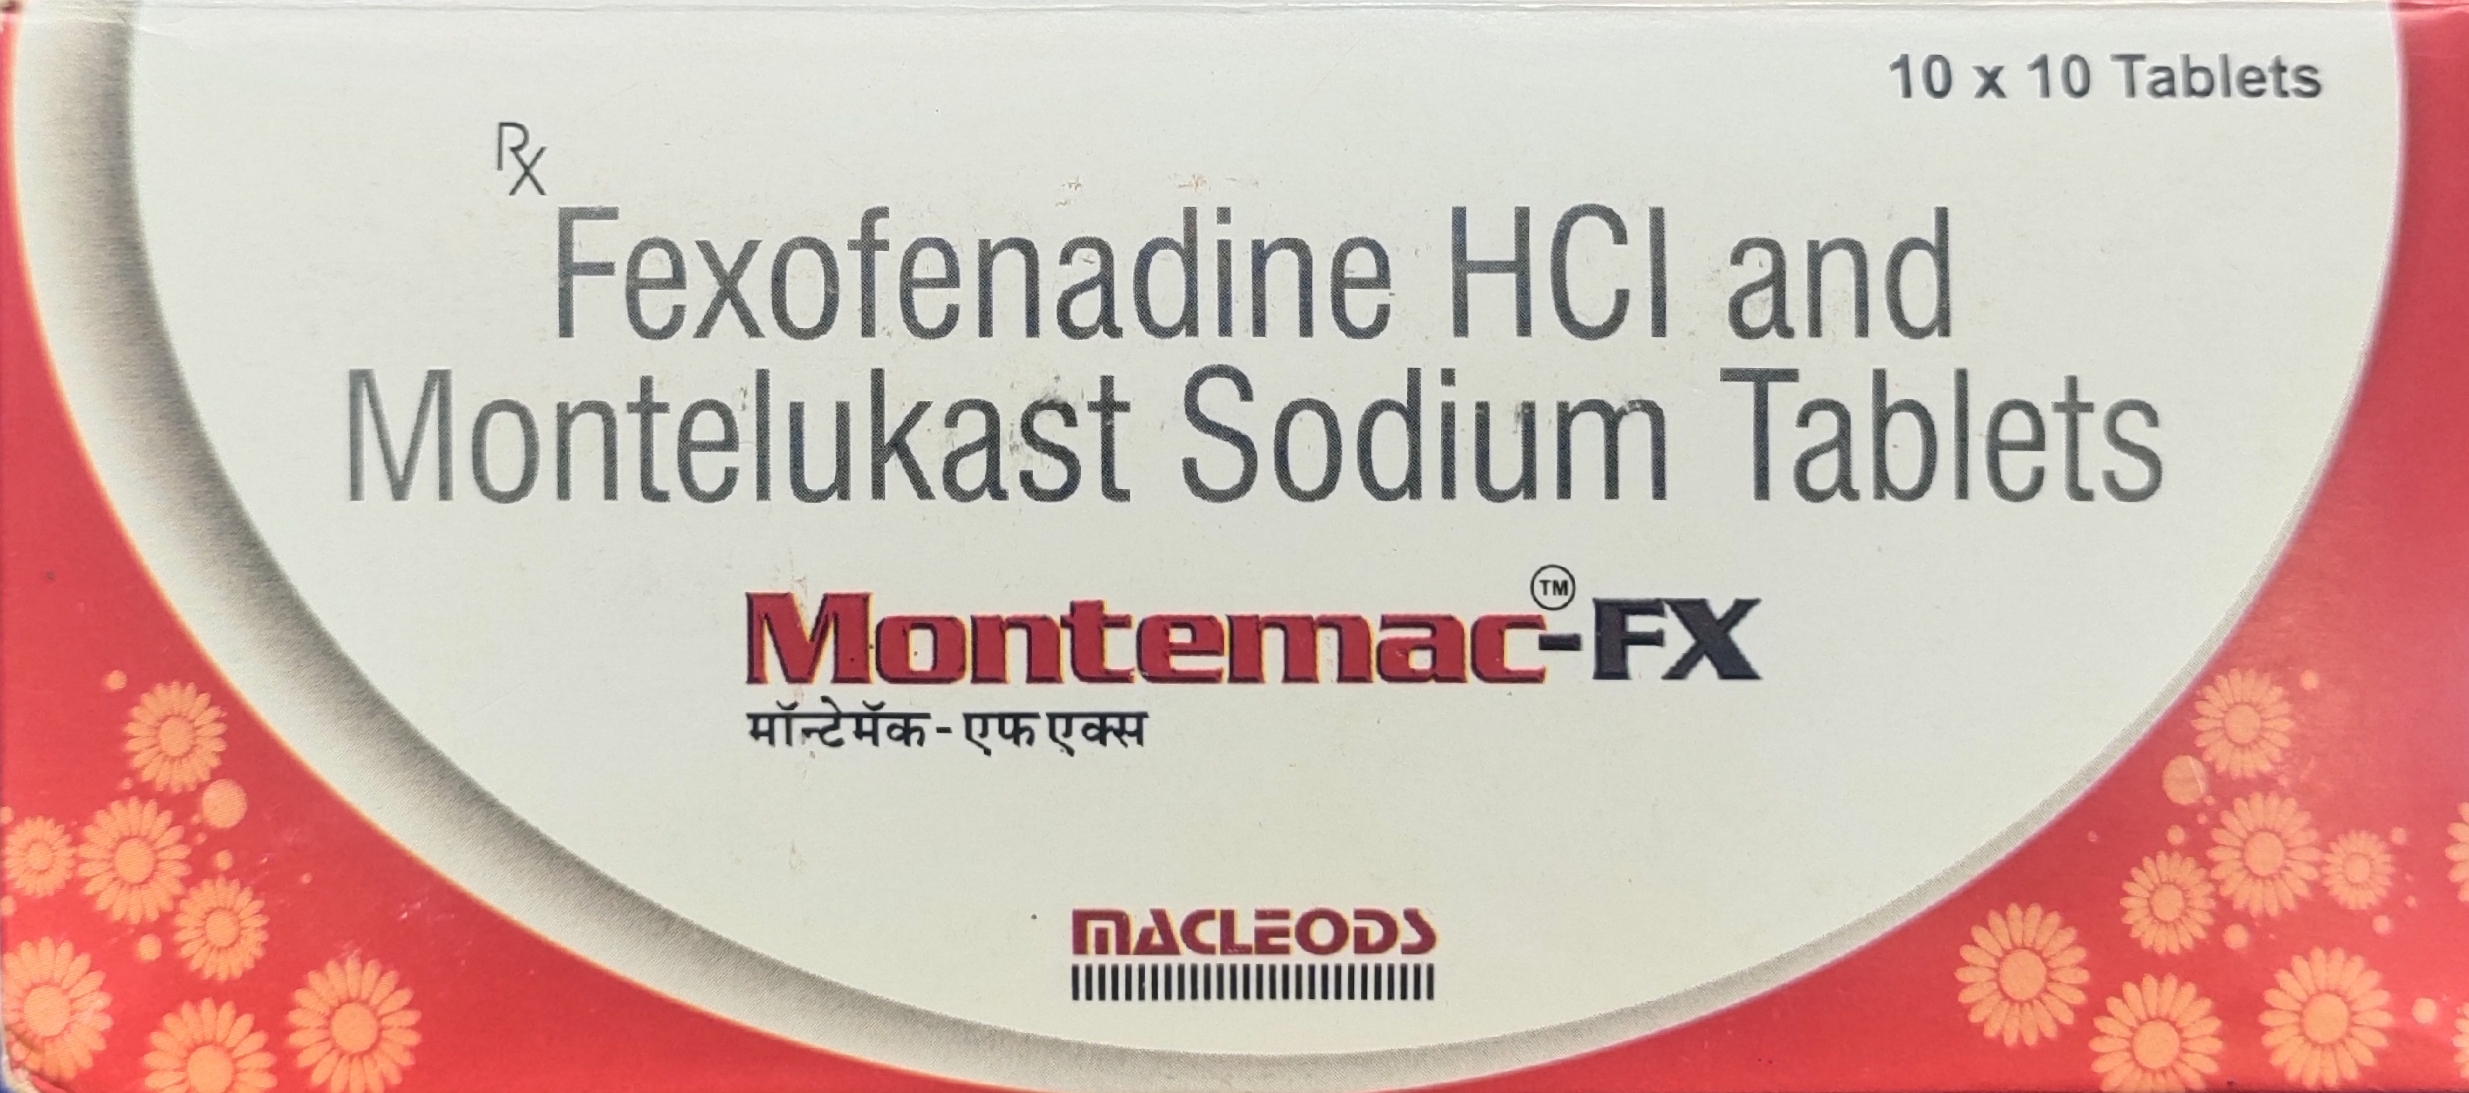 10 x 10 Tablets
Rx
Fexofenadine HCl and
Montelukast Sodium Tablets
Montemac™-FX
मॉन्टेमॅक-एफ एक्स
MACLEODS